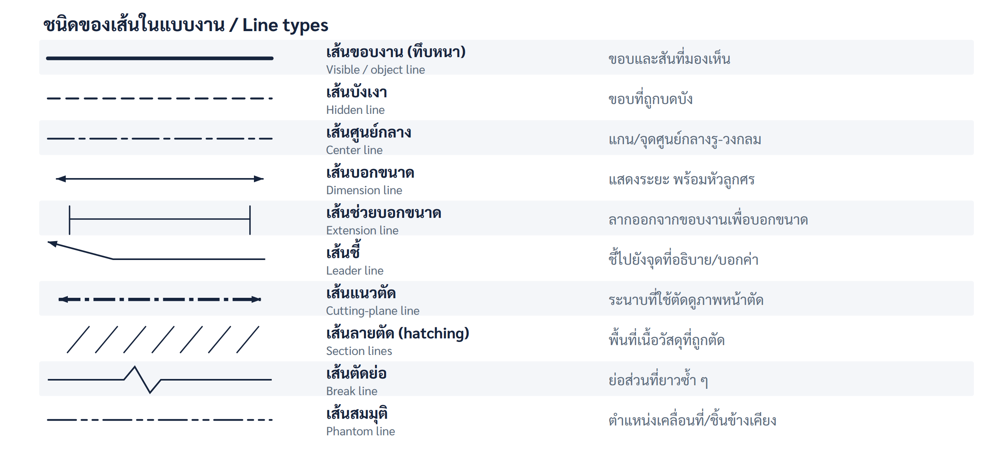 ชนิดของเส้นในแบบงาน / Line types
เส้นขอบงาน (ทึบหนา)
Visible / object line
ขอบและสันที่มองเห็น
เส้นบังเงา
Hidden line
ขอบที่ถูกบดบัง
เส้นศูนย์กลาง
Center line
แกน/จุดศูนย์กลางรู-วงกลม
เส้นบอกขนาด
Dimension line
แสดงระยะ พร้อมหัวลูกศร
เส้นช่วยบอกขนาด
Extension line
ลากออกจากขอบงานเพื่อบอกขนาด
เส้นชี้
Leader line
ชี้ไปยังจุดที่อธิบาย/บอกค่า
เส้นแนวตัด
Cutting-plane line
ระนาบที่ใช้ตัดดูภาพหน้าตัด
เส้นลายตัด (hatching)
Section lines
พื้นที่เนื้อวัสดุที่ถูกตัด
เส้นตัดย่อ
Break line
ย่อส่วนที่ยาวซ้ำ ๆ
เส้นสมมุติ
Phantom line
ตำแหน่งเคลื่อนที่/ชิ้นข้างเคียง